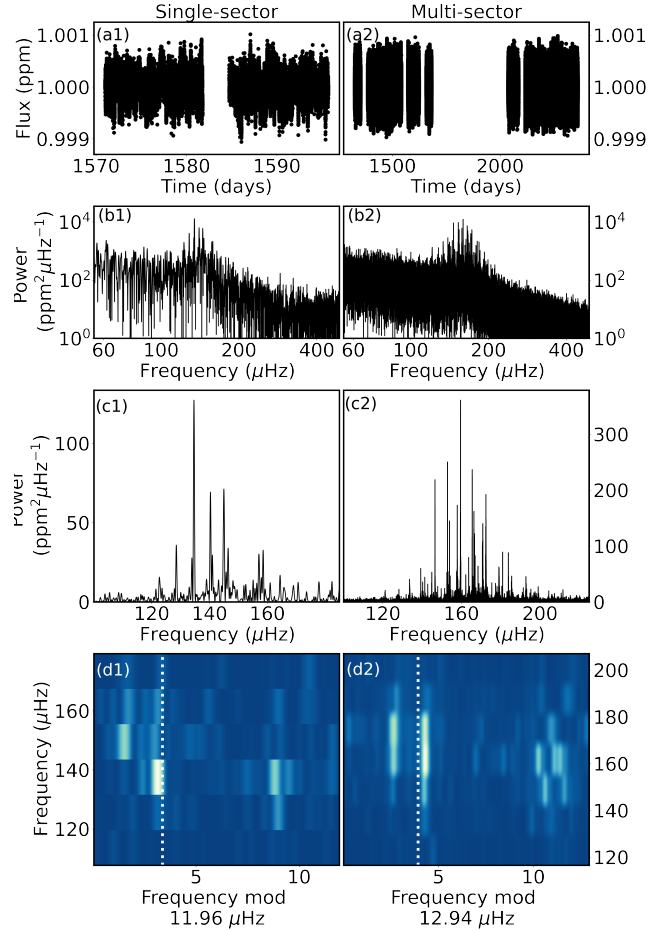 Single-sector Multi-sector
(a1) (a2)
1.001 1.001
1.000 1.000
0.999 0.999
Flux (ppm)
1570 1580 1590 1500 2000
Time (days) Time (days)
(b1) (b2)
10⁴ 10⁴
10² 10²
10⁰ 10⁰
Power
(ppm²μHz⁻¹)
60 100 200 400 60 100 200 400
Frequency (μHz) Frequency (μHz)
(c1) (c2)
100 300
200
50 100
0 0
Power
(ppm²μHz⁻¹)
120 140 160 120 160 200
Frequency (μHz) Frequency (μHz)
(d1) (d2)
200
160 180
140 160
120 140
120
Frequency (μHz)
5 10 5 10
Frequency mod Frequency mod
11.96 μHz 12.94 μHz